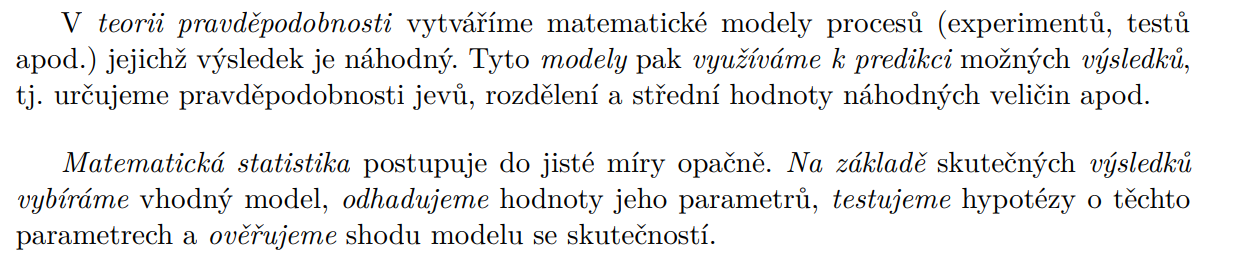 V teorii pravděpodobnosti vytváříme matematické modely procesů (experimentů, testů
apod.) jejichž výsledek je náhodný. Tyto modely pak využíváme k predikci možných výsledků,
tj. určujeme pravděpodobnosti jevů, rozdělení a střední hodnoty náhodných veličin apod.
Matematická statistika postupuje do jisté míry opačně. Na základě skutečných výsledků
vybíráme vhodný model, odhadujeme hodnoty jeho parametrů, testujeme hypotézy o těchto
parametrech a ověřujeme shodu modelu se skutečností.